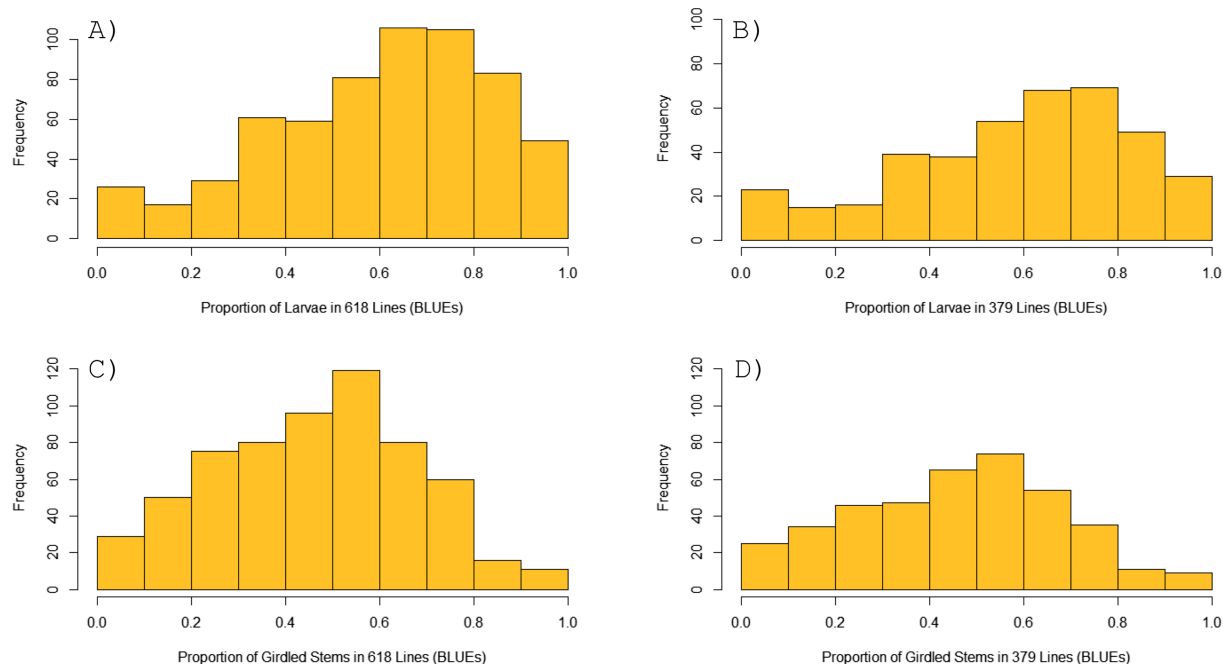 A)
Frequency
0 20 40 60 80 100
0.0 0.2 0.4 0.6 0.8 1.0
Proportion of Larvae in 618 Lines (BLUEs)
B)
Frequency
0 20 40 60 80 100
0.0 0.2 0.4 0.6 0.8 1.0
Proportion of Larvae in 379 Lines (BLUEs)
C)
Frequency
0 20 40 60 80 100 120
0.0 0.2 0.4 0.6 0.8 1.0
Proportion of Girdled Stems in 618 Lines (BLUEs)
D)
Frequency
0 20 40 60 80 100 120
0.0 0.2 0.4 0.6 0.8 1.0
Proportion of Girdled Stems in 379 Lines (BLUEs)